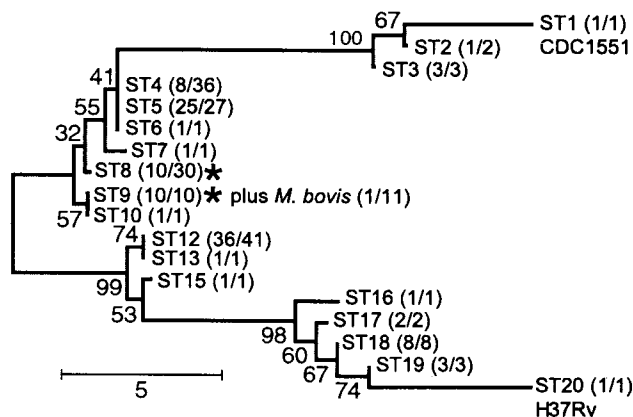 67
ST1 (1/1)
CDC1551
100
ST2 (1/2)
ST3 (3/3)
41
ST4 (8/36)
ST5 (25/27)
55
ST6 (1/1)
32
ST7 (1/1)
ST8 (10/30)*
ST9 (10/10)* plus M. bovis (1/11)
57
ST10 (1/1)
74
ST12 (36/41)
ST13 (1/1)
99
ST15 (1/1)
53
ST16 (1/1)
98
ST17 (2/2)
60
ST18 (8/8)
67
ST19 (3/3)
74
ST20 (1/1)
H37Rv
5